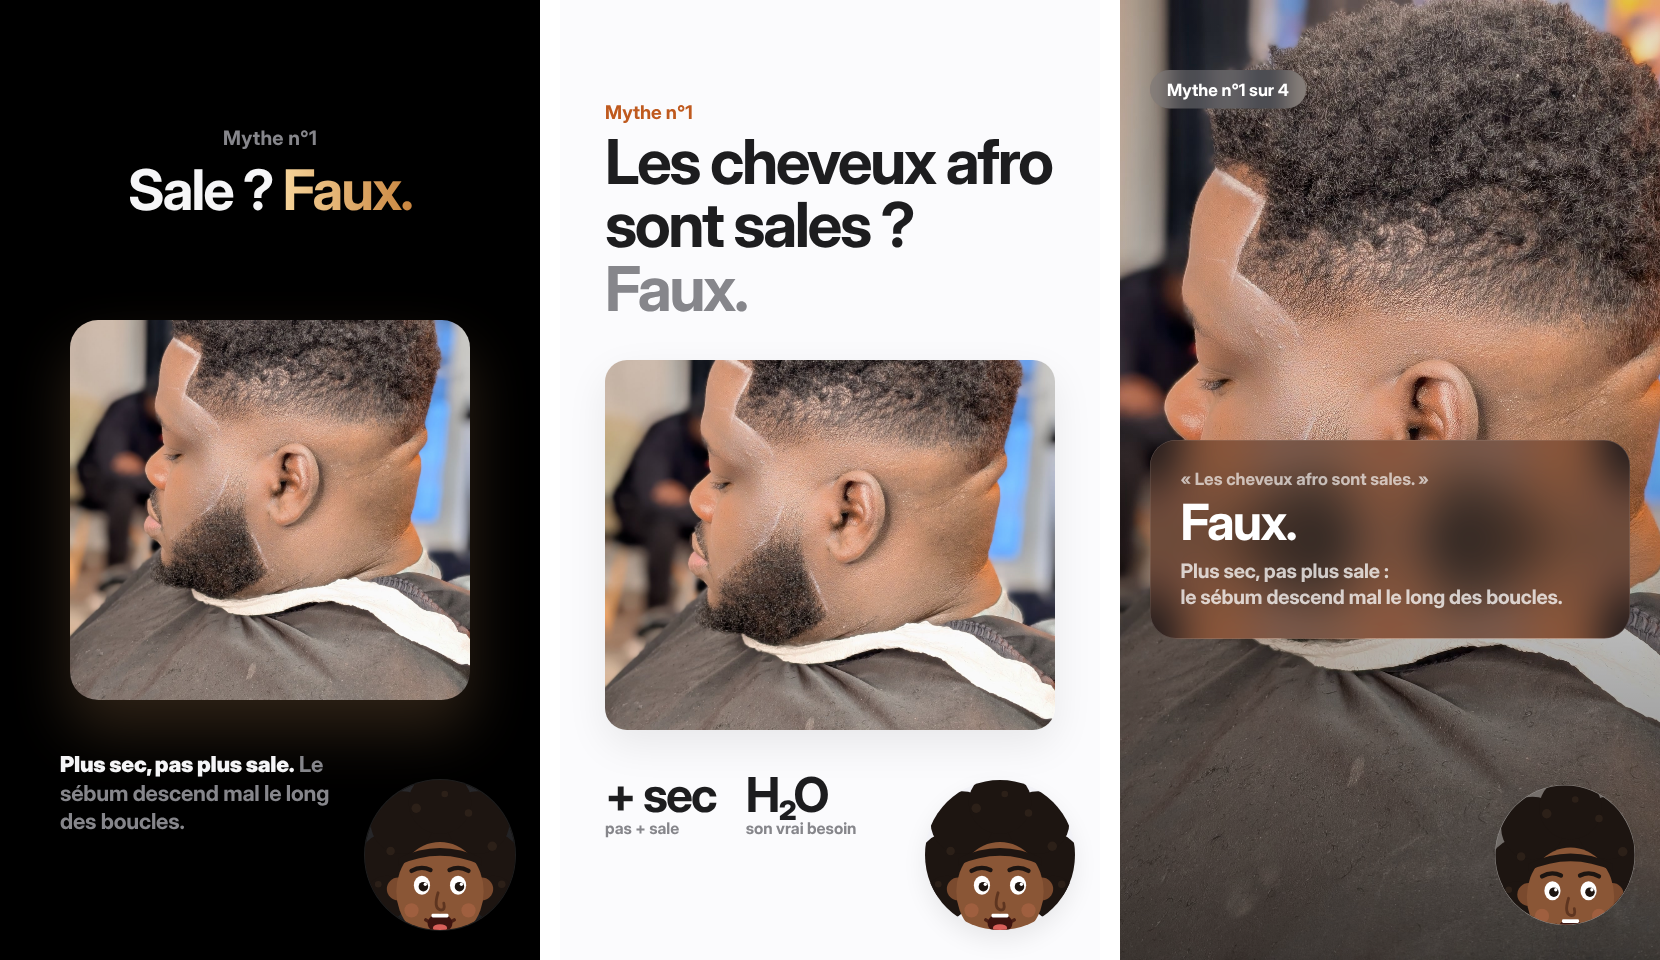 Mythe n°1
Sale ? Faux.
Plus sec, pas plus sale. Le
sébum descend mal le long
des boucles.
Mythe n°1
Les cheveux afro
sont sales ?
Faux.
+ sec
pas + sale
H₂O
son vrai besoin
Mythe n°1 sur 4
« Les cheveux afro sont sales. »
Faux.
Plus sec, pas plus sale :
le sébum descend mal le long des boucles.